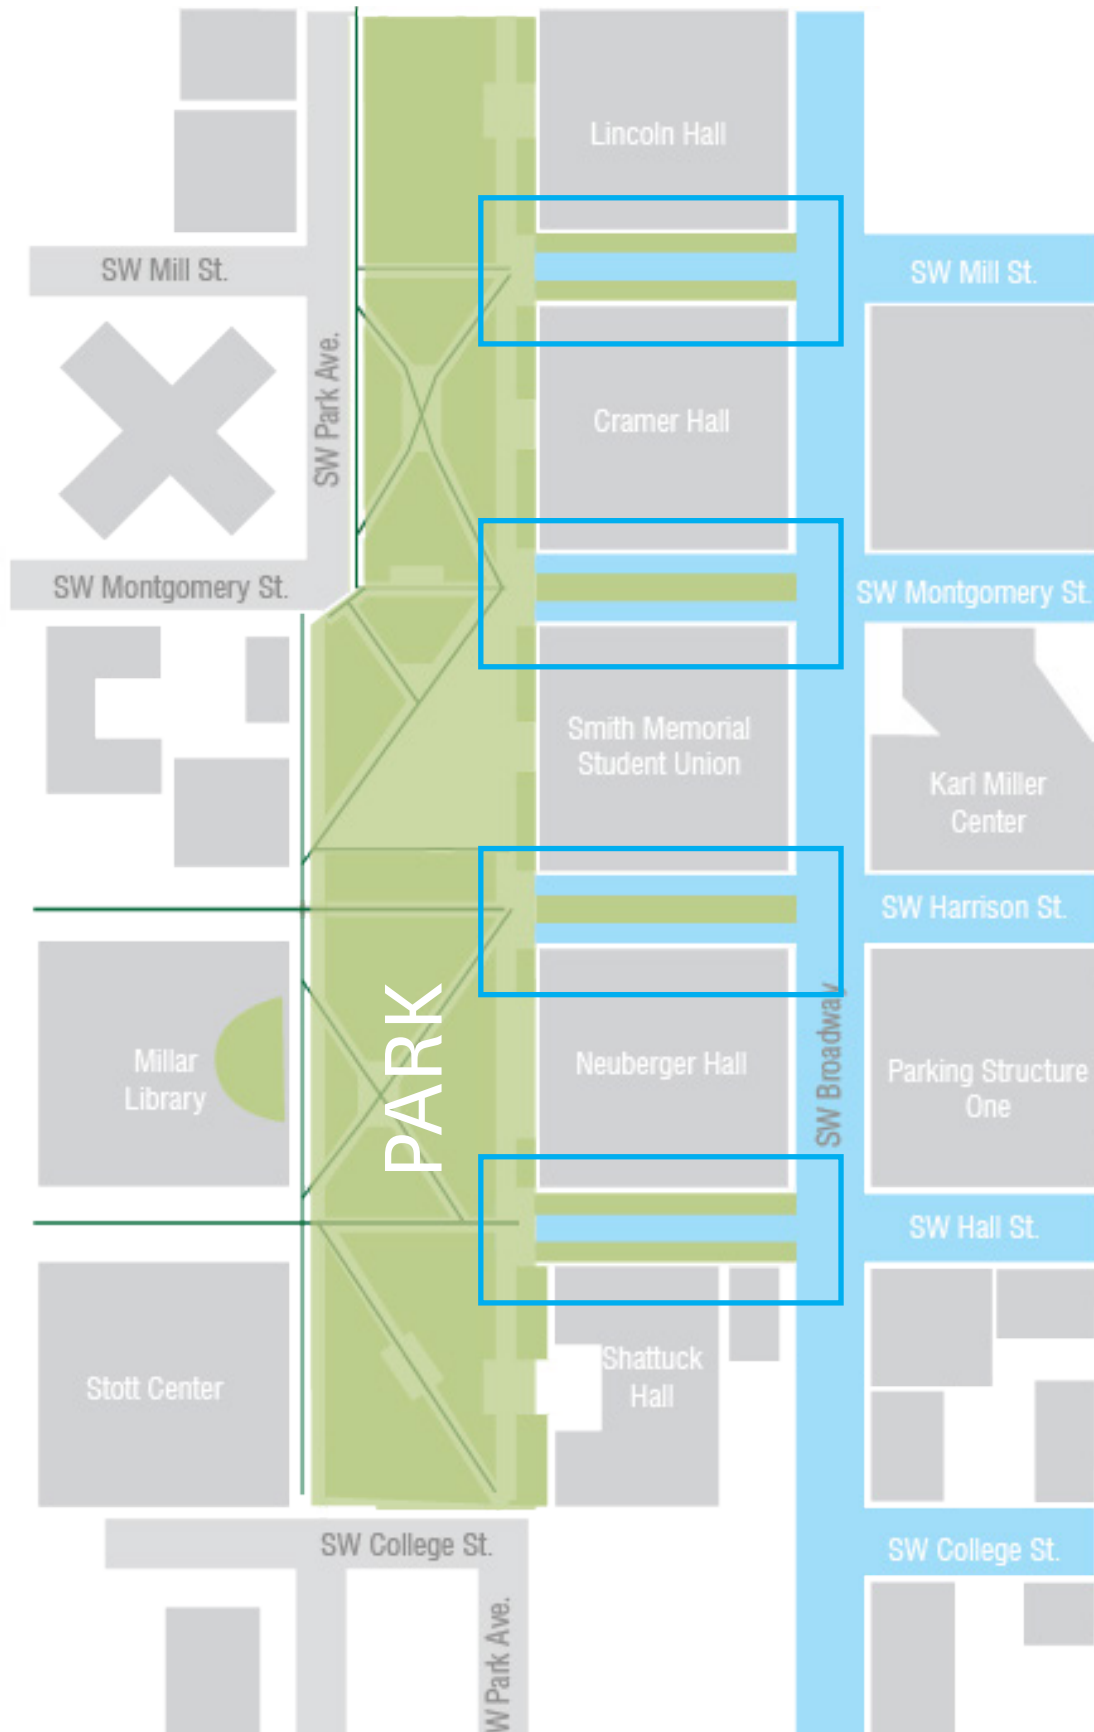 Lincoln Hall
SW Mill St.
SW Mill St.
SW Park Ave.
Cramer Hall
SW Montgomery St.
SW Montgomery St.
Smith Memorial
Student Union
Karl Miller
Center
SW Harrison St.
PARK
SW Broadway
Millar
Library
Neuberger Hall
Parking Structure
One
SW Hall St.
Stott Center
Shattuck
Hall
SW College St.
SW College St.
W Park Ave.